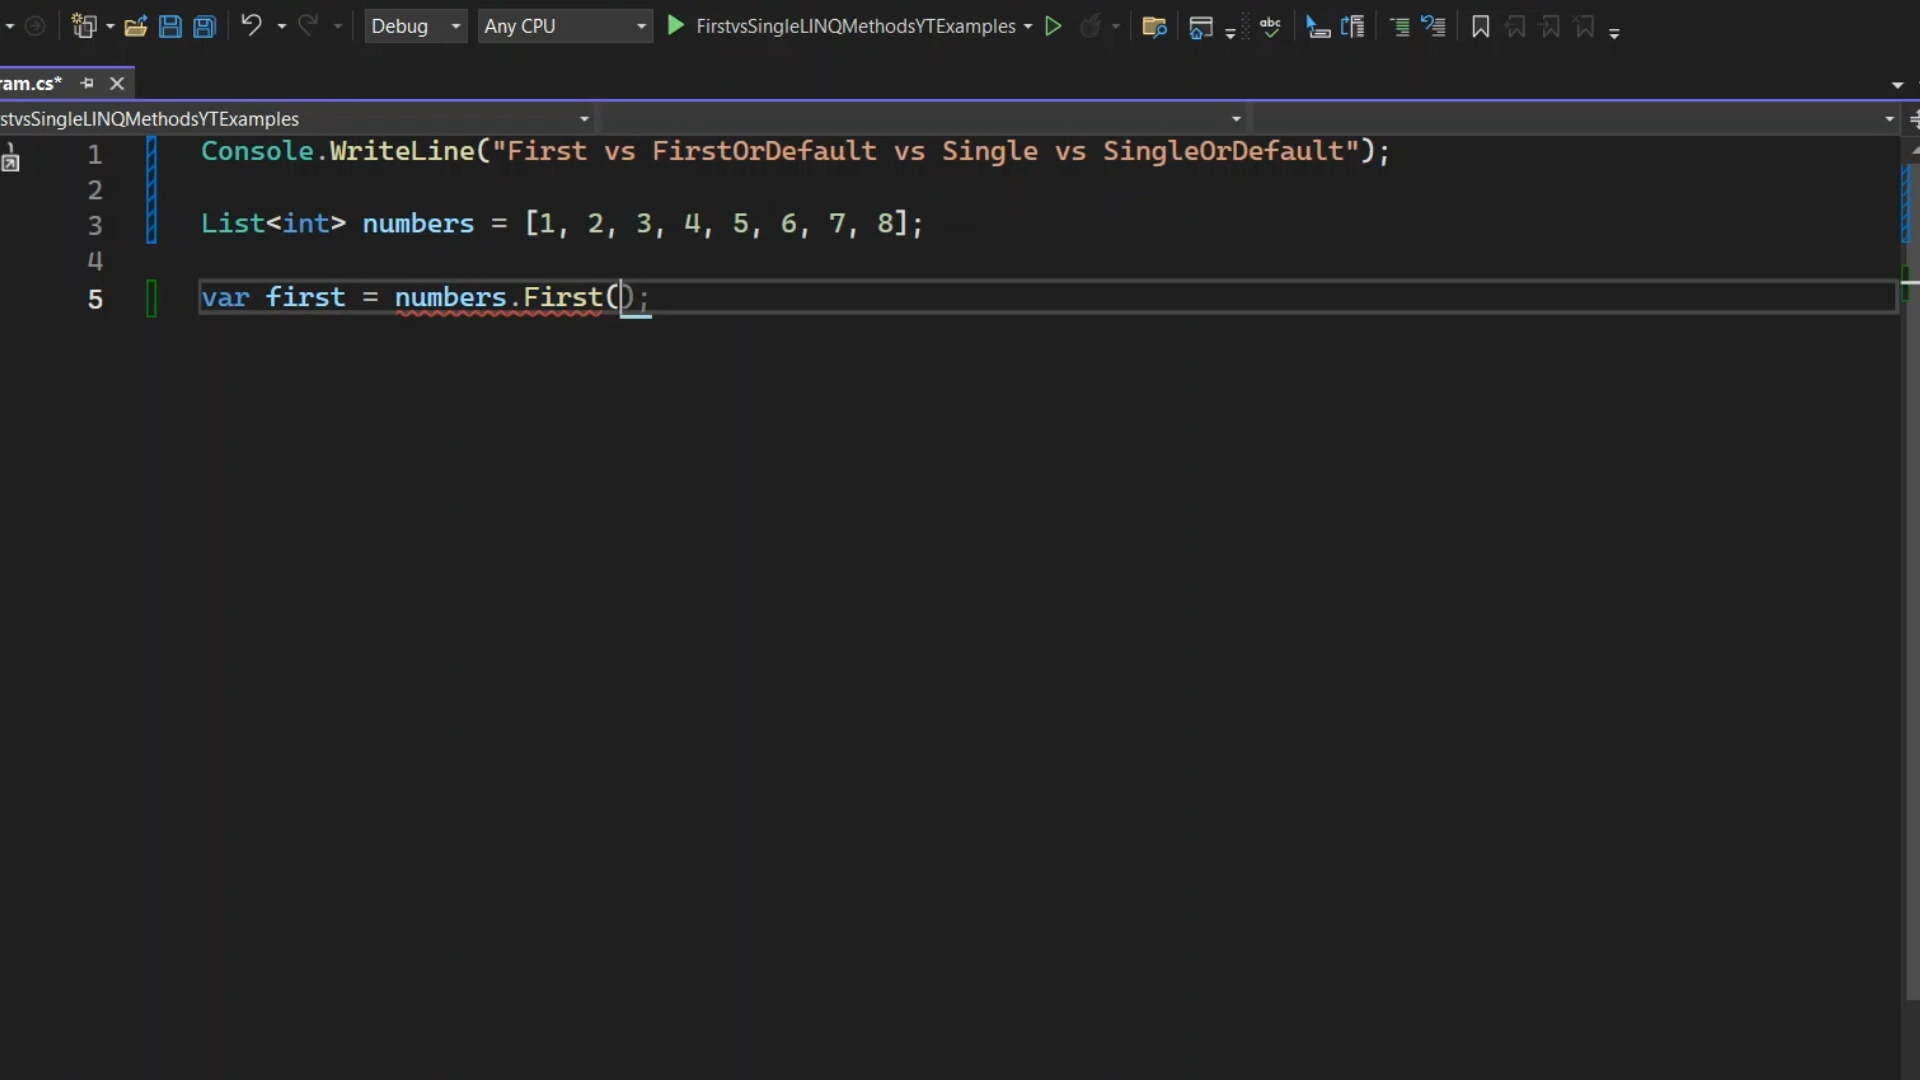 Debug Any CPU FirstvsSingleLINQMethodsYTExamples abc
ram.cs*
stvsSingleLINQMethodsYTExamples
1 Console.WriteLine("First vs FirstOrDefault vs Single vs SingleOrDefault");
2
3 List<int> numbers = [1, 2, 3, 4, 5, 6, 7, 8];
4
5 var first = numbers.First();